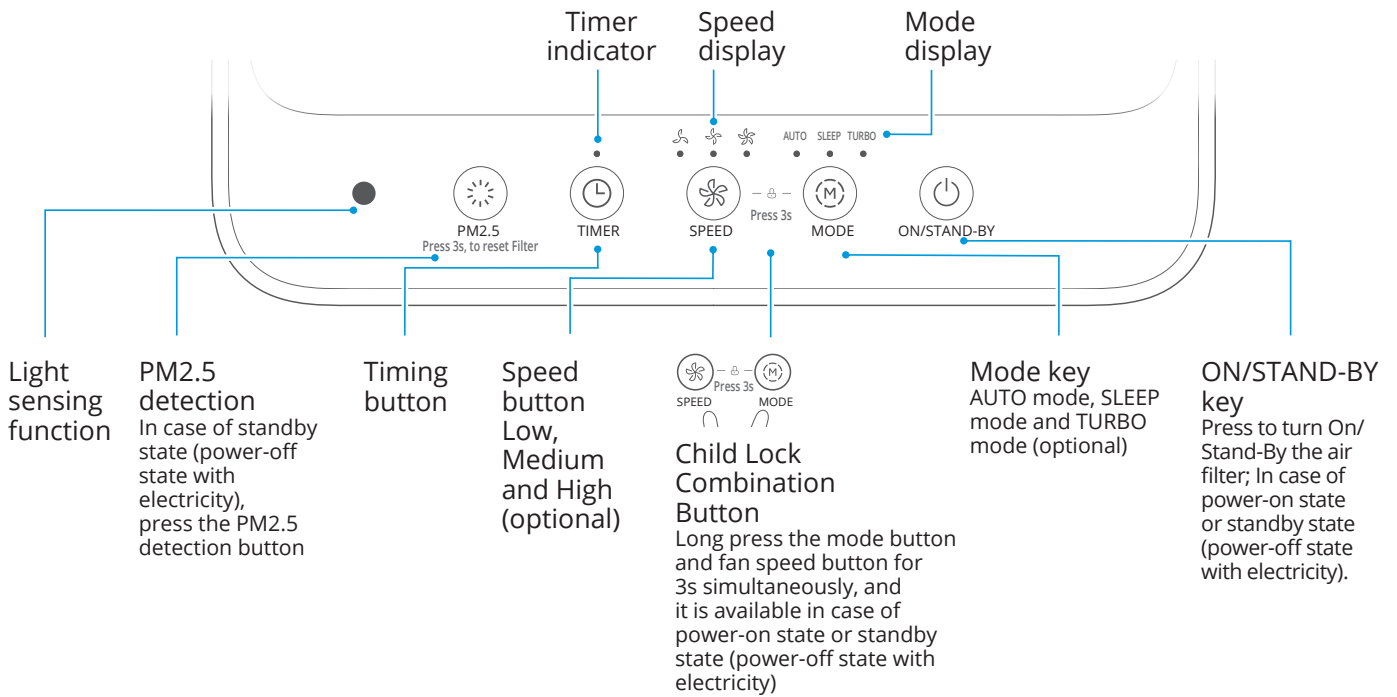 Timer
indicator
Speed
display
Mode
display
AUTO SLEEP TURBO
M
Press 3s
PM2.5
Press 3s, to reset Filter
TIMER
SPEED
MODE
ON/STAND-BY
Light
sensing
function
PM2.5
detection
In case of standby
state (power-off
state with
electricity),
press the PM2.5
detection button
Timing
button
Speed
button
Low,
Medium
and High
(optional)
M
Press 3s
SPEED
MODE
Child Lock
Combination
Button
Long press the mode button
and fan speed button for
3s simultaneously, and
it is available in case of
power-on state or standby
state (power-off state with
electricity)
Mode key
AUTO mode, SLEEP
mode and TURBO
mode (optional)
ON/STAND-BY
key
Press to turn On/
Stand-By the air
filter; In case of
power-on state
or standby state
(power-off state
with electricity).